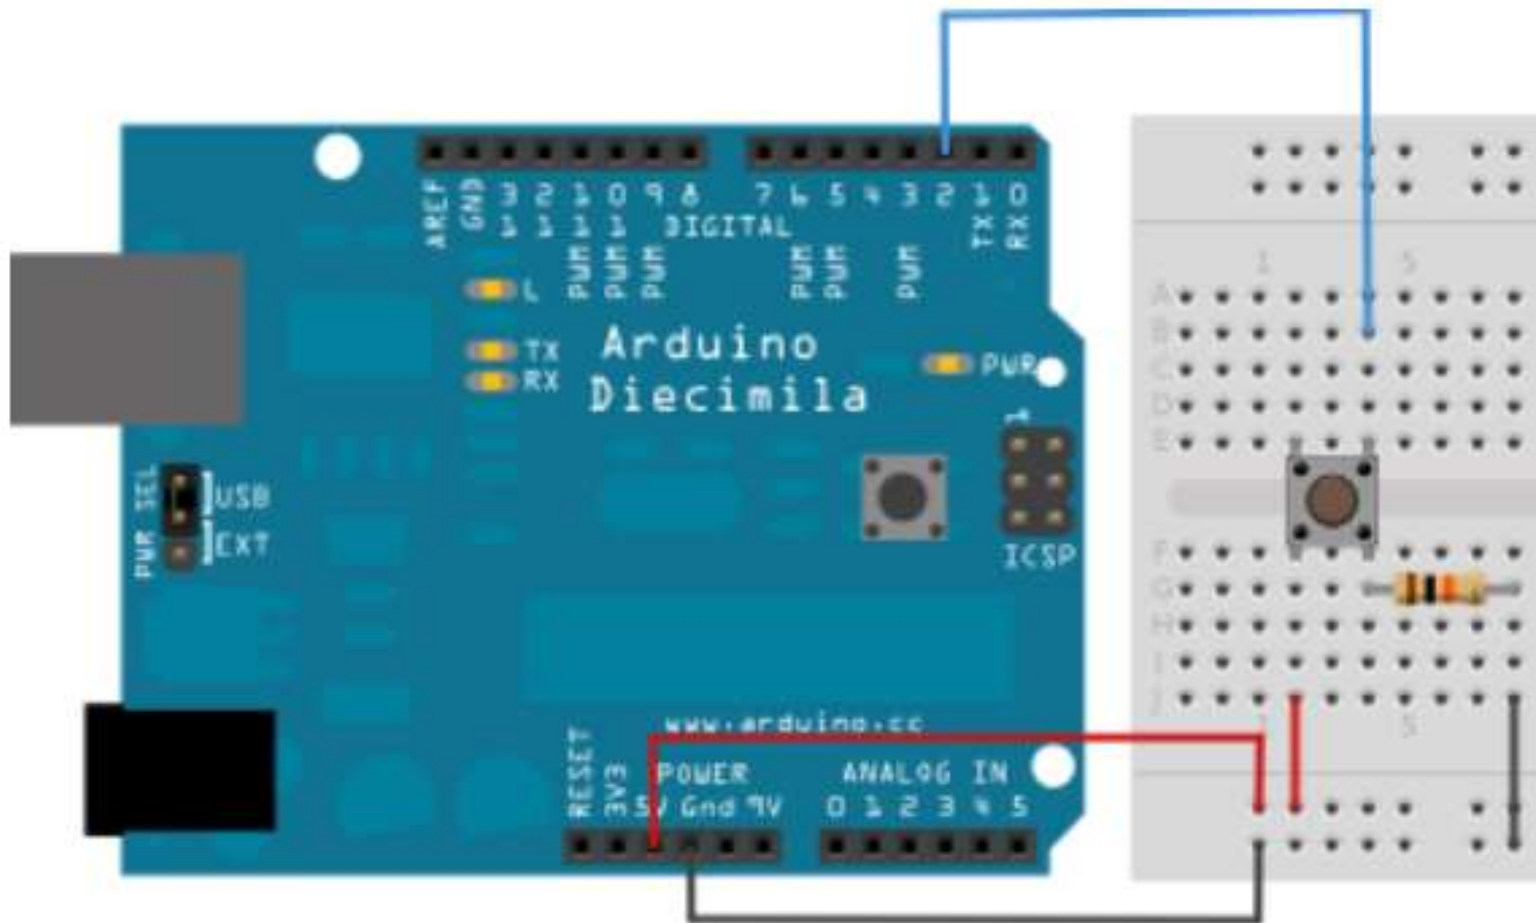 AREF GND 13 12 11 10 9 8 7 6 5 4 3 2 1 0
DIGITAL
PWM PWM PWM PWM PWM PWM
TX RX
L
TX
RX
Arduino
Diecimila
PWR
1
ICSP
PWR SEL
USB
EXT
www.arduino.cc
POWER
ANALOG IN
RESET 3V3 5V Gnd 9V 0 1 2 3 4 5
1 5
A
B
C
D
E
F
G
H
I
1 5